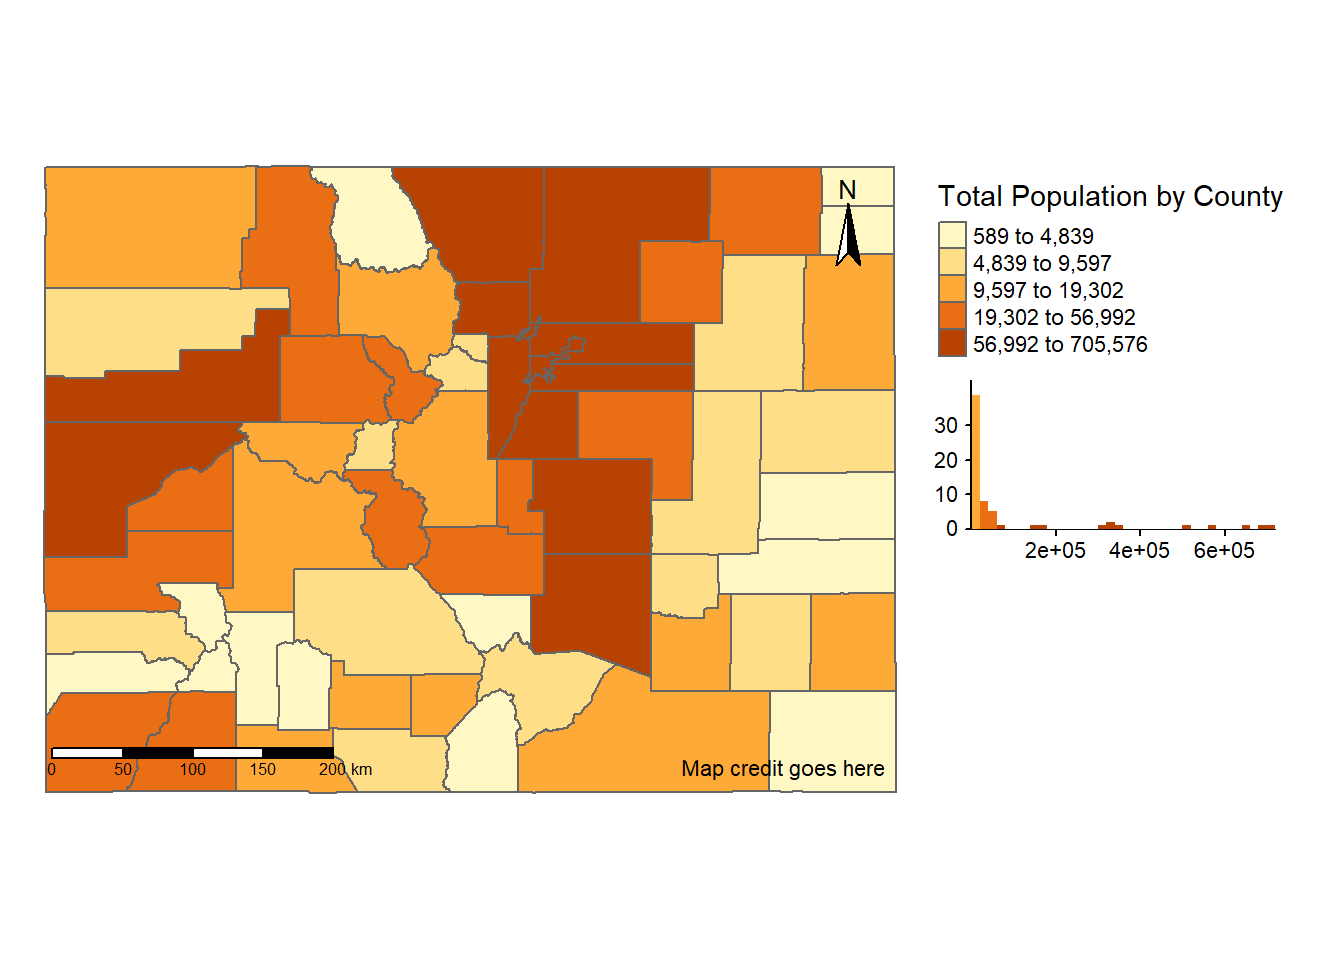 N
Total Population by County
589 to 4,839
4,839 to 9,597
9,597 to 19,302
19,302 to 56,992
56,992 to 705,576
30
20
10
0
2e+05 4e+05 6e+05
0 50 100 150 200 km
Map credit goes here